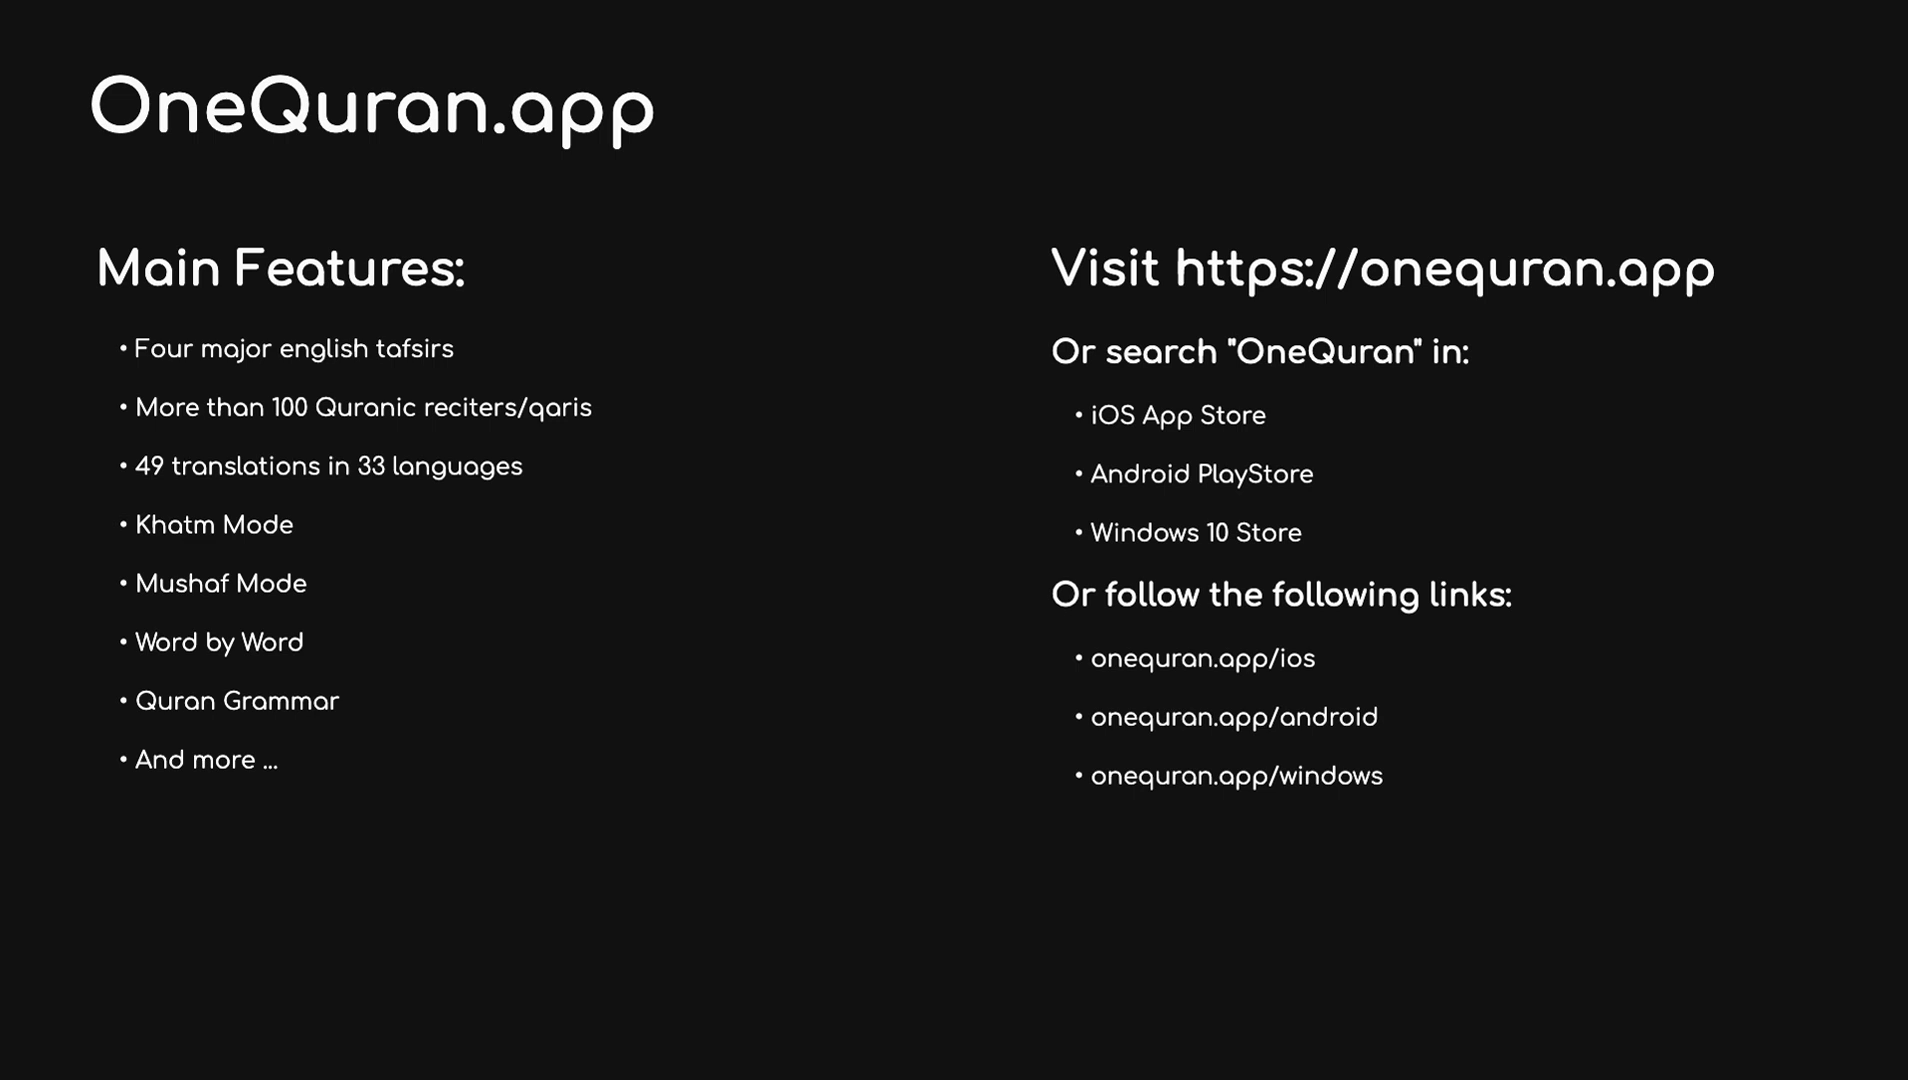 OneQuran.app
Main Features:
• Four major english tafsirs
• More than 100 Quranic reciters/qaris
• 49 translations in 33 languages
• Khatm Mode
• Mushaf Mode
• Word by Word
• Quran Grammar
• And more ...
Visit https://onequran.app
Or search "OneQuran" in:
• iOS App Store
• Android PlayStore
• Windows 10 Store
Or follow the following links:
• onequran.app/ios
• onequran.app/android
• onequran.app/windows